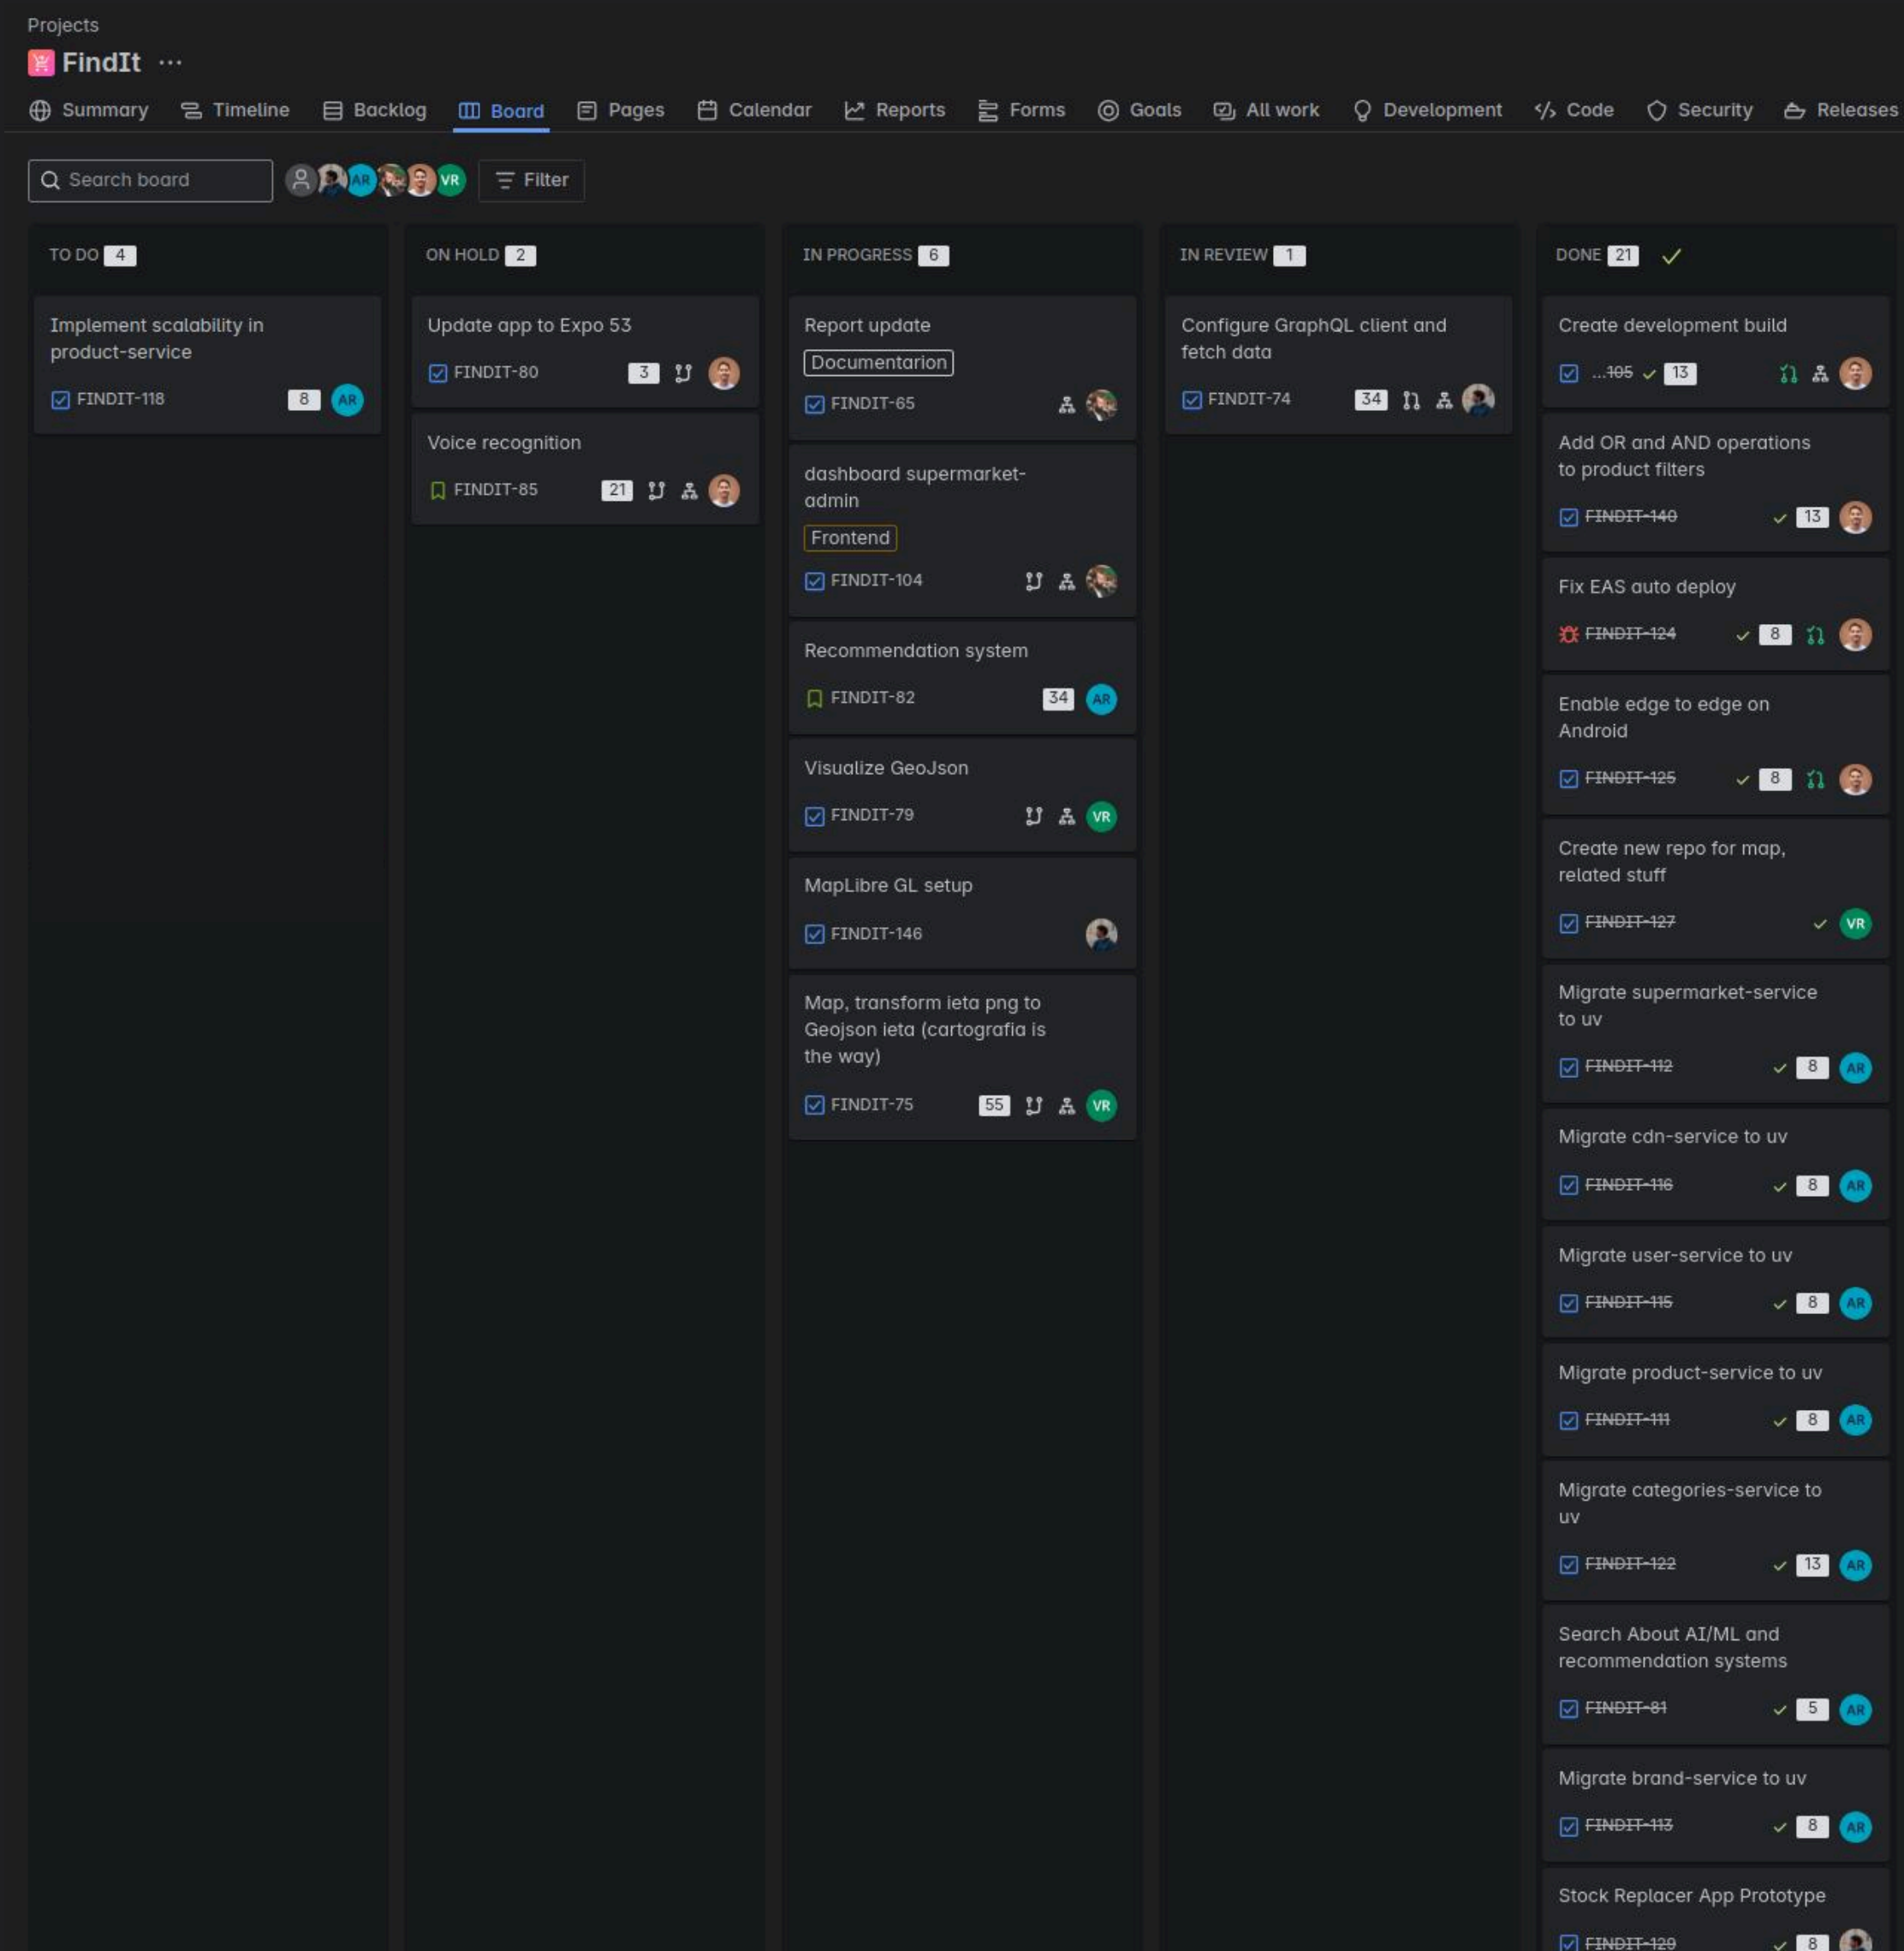 Projects
FindIt
Summary
Timeline
Backlog
Board
Pages
Calendar
Reports
Forms
Goals
All work
Development
Code
Security
Releases
Search board
AR
VR
Filter
TO DO 4
Implement scalability in
product-service
FINDIT-118 8 AR
ON HOLD 2
Update app to Expo 53
FINDIT-80 3
Voice recognition
FINDIT-85 21
IN PROGRESS 6
Report update
Documentarion
FINDIT-65
dashboard supermarket-
admin
Frontend
FINDIT-104
Recommendation system
FINDIT-82 34 AR
Visualize GeoJson
FINDIT-79 VR
MapLibre GL setup
FINDIT-146
Map, transform ieta png to
Geojson ieta (cartografia is
the way)
FINDIT-75 55 VR
IN REVIEW 1
Configure GraphQL client and
fetch data
FINDIT-74 34
DONE 21
Create development build
...105 13
Add OR and AND operations
to product filters
FINDIT-140 13
Fix EAS auto deploy
FINDIT-124 8
Enable edge to edge on
Android
FINDIT-125 8
Create new repo for map,
related stuff
FINDIT-127 VR
Migrate supermarket-service
to uv
FINDIT-112 8 AR
Migrate cdn-service to uv
FINDIT-116 8 AR
Migrate user-service to uv
FINDIT-115 8 AR
Migrate product-service to uv
FINDIT-111 8 AR
Migrate categories-service to
uv
FINDIT-122 13 AR
Search About AI/ML and
recommendation systems
FINDIT-81 5 AR
Migrate brand-service to uv
FINDIT-113 8 AR
Stock Replacer App Prototype
FINDIT-129 8